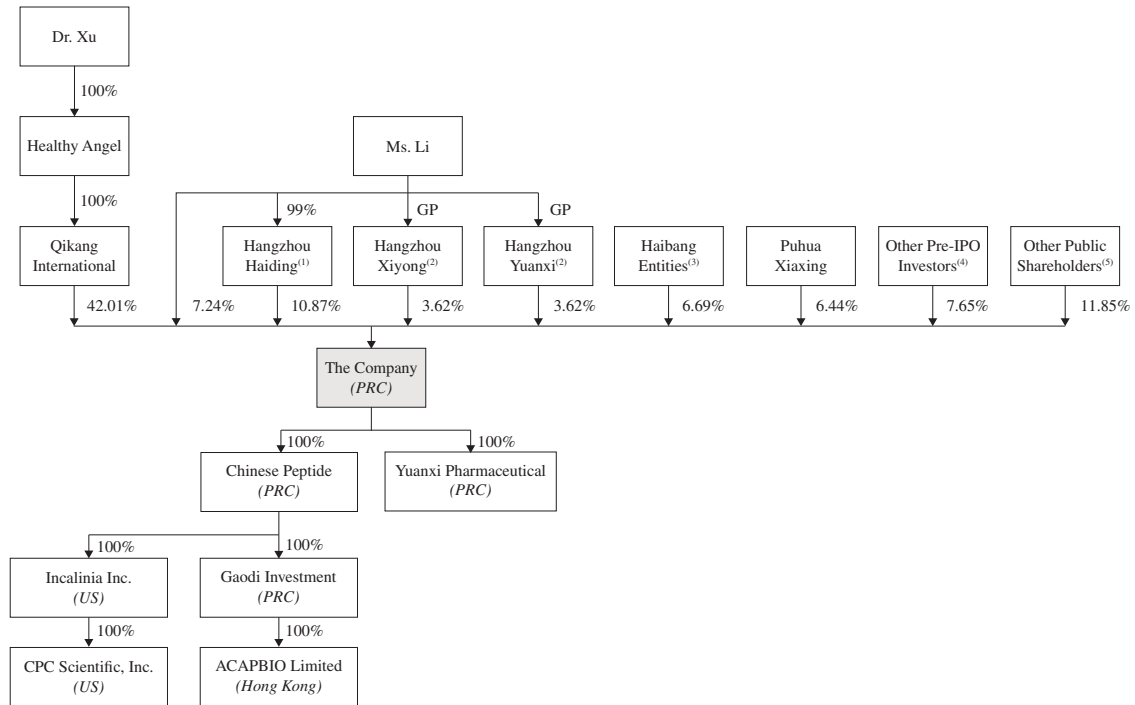 Dr. Xu
100%
Healthy Angel
Ms. Li
100%
99%
GP
GP
Qikang
International
Hangzhou
Haiding(1)
Hangzhou
Xiyong(2)
Hangzhou
Yuanxi(2)
Haibang
Entities(3)
Puhua
Xiaxing
Other Pre-IPO
Investors(4)
Other Public
Shareholders(5)
42.01%
7.24%
10.87%
3.62%
3.62%
6.69%
6.44%
7.65%
11.85%
The Company
(PRC)
100%
100%
Chinese Peptide
(PRC)
Yuanxi Pharmaceutical
(PRC)
100%
100%
Incalinia Inc.
(US)
Gaodi Investment
(PRC)
100%
100%
CPC Scientific, Inc.
(US)
ACAPBIO Limited
(Hong Kong)